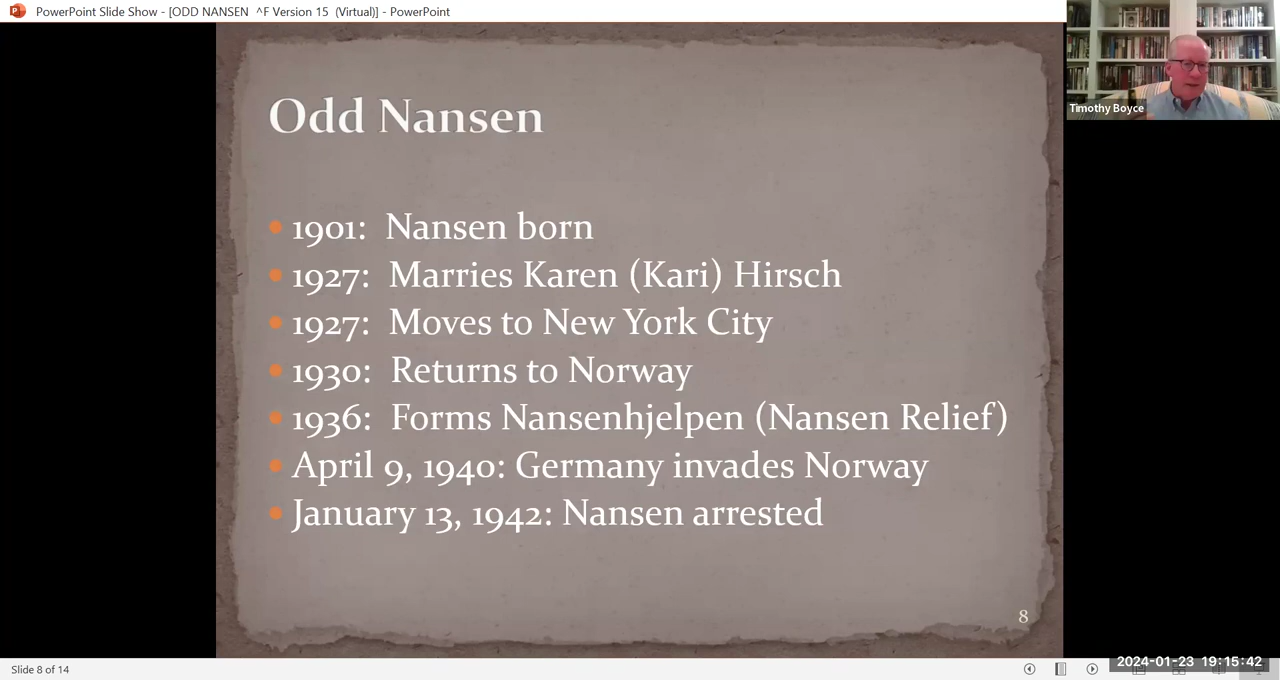 PowerPoint Slide Show - [ODD NANSEN ^F Version 15 (Virtual)] - PowerPoint
Timothy Boyce
Odd Nansen
• 1901: Nansen born
• 1927: Marries Karen (Kari) Hirsch
• 1927: Moves to New York City
• 1930: Returns to Norway
• 1936: Forms Nansenhjelpen (Nansen Relief)
• April 9, 1940: Germany invades Norway
• January 13, 1942: Nansen arrested
8
Slide 8 of 14
2024-01-23 19:15:42